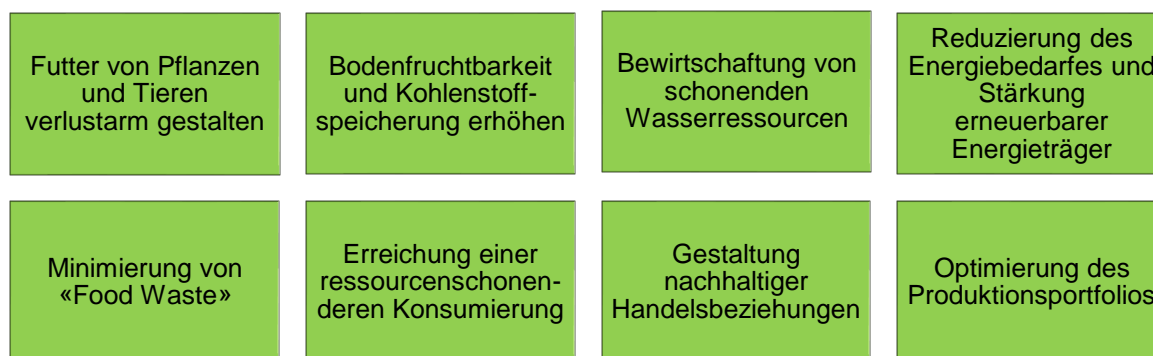 Futter von Pflanzen
und Tieren
verlustarm gestalten
Bodenfruchtbarkeit
und Kohlenstoff-
speicherung erhöhen
Bewirtschaftung von
schonenden
Wasserressourcen
Reduzierung des
Energiebedarfes und
Stärkung
erneuerbarer
Energieträger
Minimierung von
«Food Waste»
Erreichung einer
ressourcenschonen-
deren Konsumierung
Gestaltung
nachhaltiger
Handelsbeziehungen
Optimierung des
Produktionsportfolios